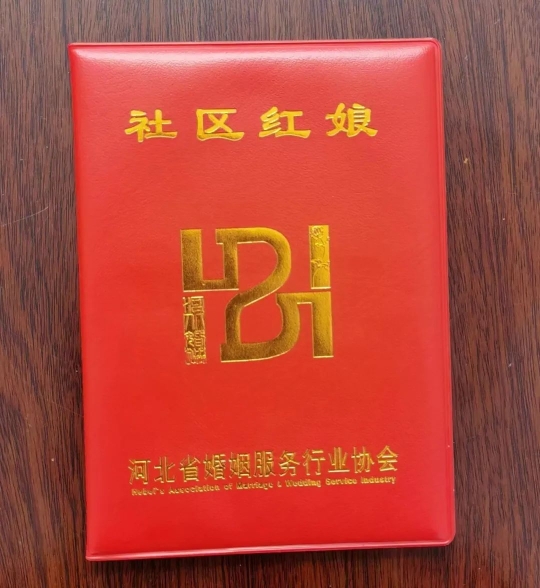 社区红娘
河北省婚姻服务行业协会
HeBei's Association of Marriage & Wedding Service Industry